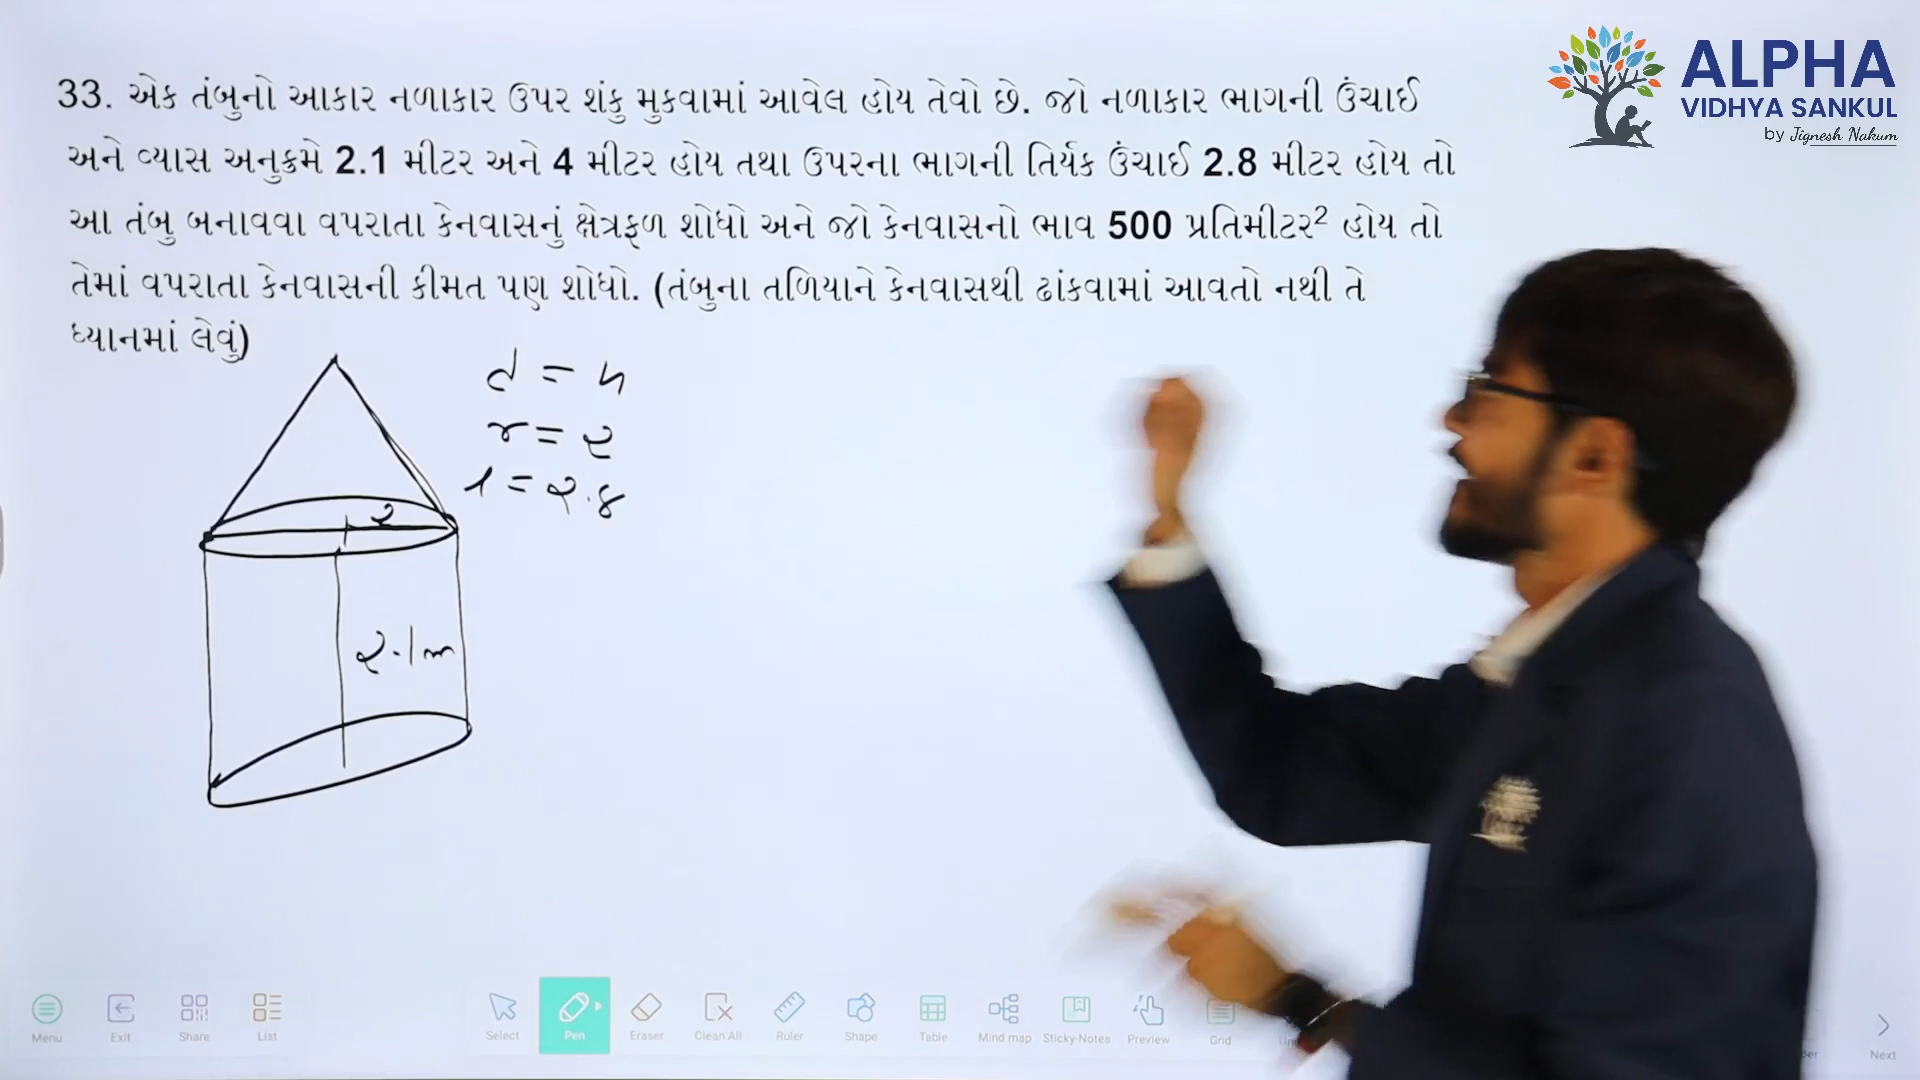 ALPHA
VIDHYA SANKUL
by Jignesh Nakum
33. એક તંબુનો આકાર નળાકાર ઉપર શંકુ મુકવામાં આવેલ હોય તેવો છે. જો નળાકાર ભાગની ઉંચાઈ
અને વ્યાસ અનુક્રમે 2.1 મીટર અને 4 મીટર હોય તથા ઉપરના ભાગની તિર્યક ઉંચાઈ 2.8 મીટર હોય તો
આ તંબુ બનાવવા વપરાતા કેનવાસનું ક્ષેત્રફળ શોધો અને જો કેનવાસનો ભાવ 500 પ્રતિમીટર² હોય તો
તેમાં વપરાતા કેનવાસની કીમત પણ શોધો. (તંબુના તળિયાને કેનવાસથી ઢાંકવામાં આવતો નથી તે
ધ્યાનમાં લેવું)
d = 4
r = 2
l = 2.8
2
2.1m
Menu Exit Share List Select Pen Eraser Clean All Ruler Shape Table Mind map Sticky-Notes Preview Grid Next